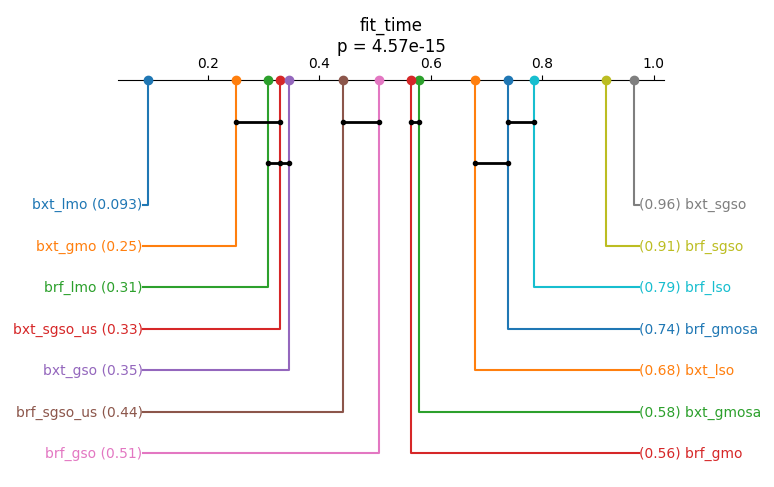 fit_time
p = 4.57e-15
0.2 0.4 0.6 0.8 1.0
bxt_lmo (0.093) (0.96) bxt_sgso
bxt_gmo (0.25) (0.91) brf_sgso
brf_lmo (0.31) (0.79) brf_lso
bxt_sgso_us (0.33) (0.74) brf_gmosa
bxt_gso (0.35) (0.68) bxt_lso
brf_sgso_us (0.44) (0.58) bxt_gmosa
brf_gso (0.51) (0.56) brf_gmo